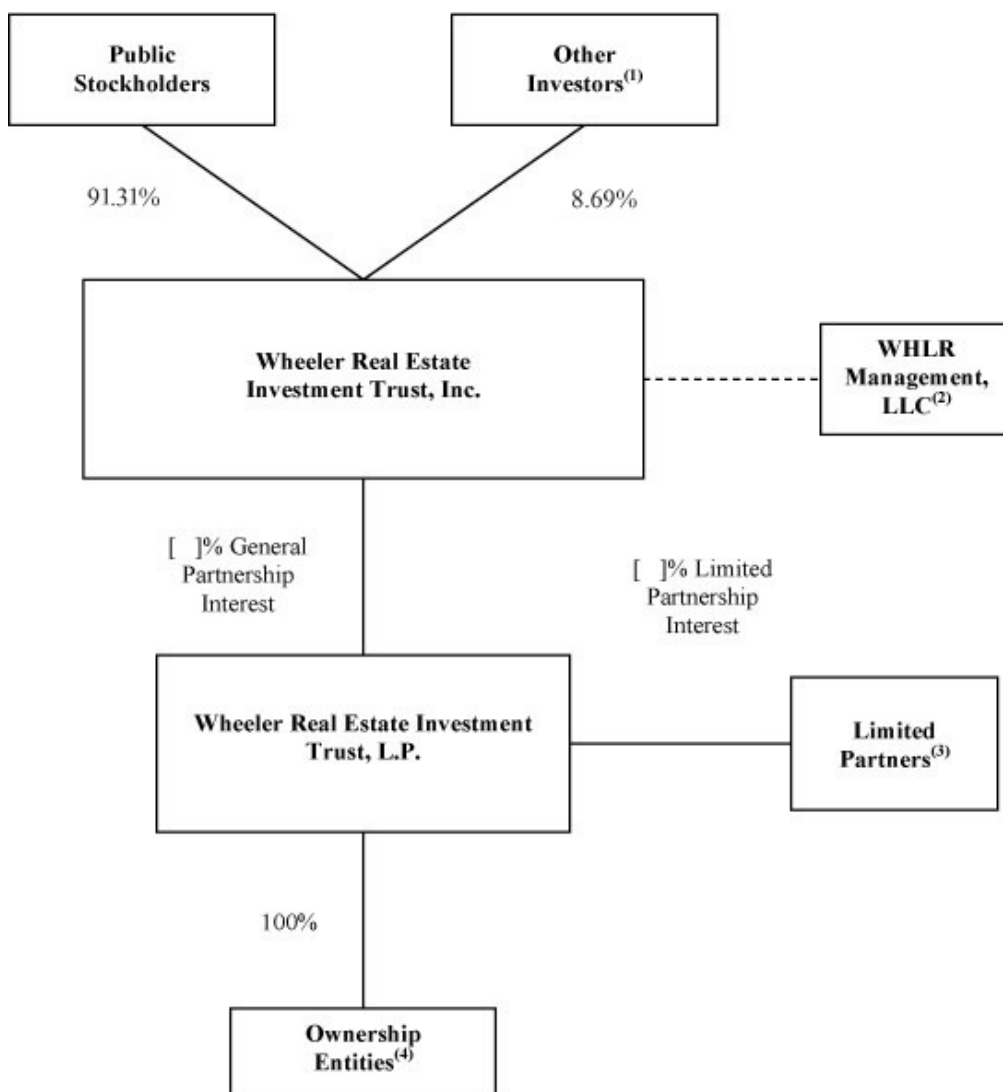 Public
Stockholders
Other
Investors(1)
91.31%
8.69%
Wheeler Real Estate
Investment Trust, Inc.
WHLR
Management,
LLC(2)
[ ]% General
Partnership
Interest
[ ]% Limited
Partnership
Interest
Wheeler Real Estate Investment
Trust, L.P.
Limited
Partners(3)
100%
Ownership
Entities(4)